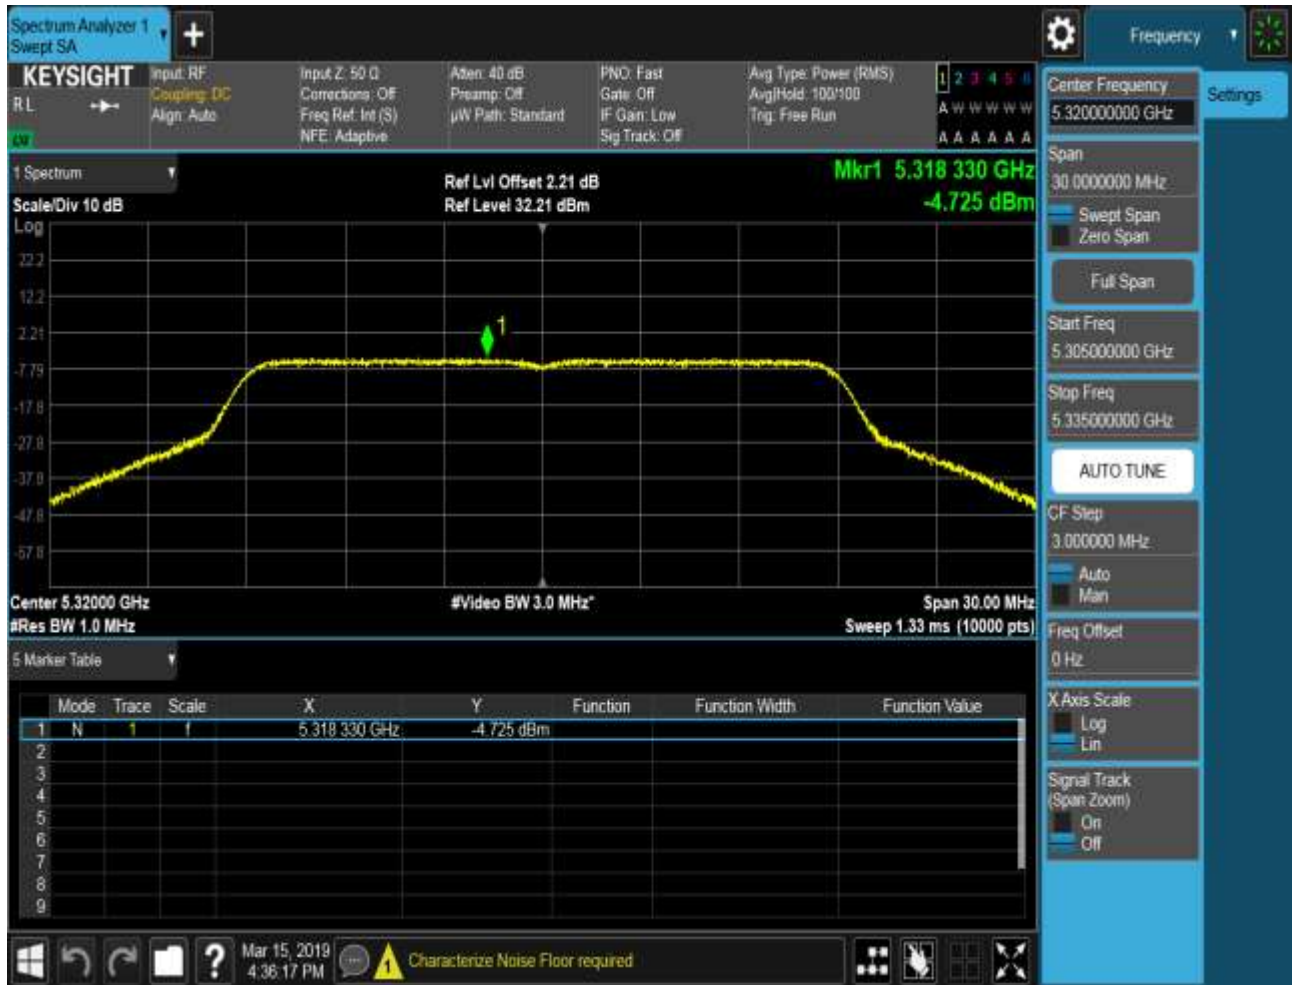 Spectrum Analyzer 1
Swept SA
Frequency
KEYSIGHT
R L
Input: RF
Coupling: DC
Align: Auto
Input Z: 50 Ω
Corrections: Off
Freq Ref: Int (S)
NFE: Adaptive
Atten: 40 dB
Preamp: Off
µW Path: Standard
PNO: Fast
Gate: Off
IF Gain: Low
Sig Track: Off
Avg Type: Power (RMS)
Avg|Hold: 100/100
Trig: Free Run
1 2 3 4 5 6
A W W W W W
A A A A A A
1 Spectrum
Scale/Div 10 dB
Ref Lvl Offset 2.21 dB
Ref Level 32.21 dBm
Mkr1 5.318 330 GHz
-4.725 dBm
Log
22.2
12.2
2.21
-7.79
-17.8
-27.8
-37.8
-47.8
-57.8
1
Center 5.32000 GHz
#Res BW 1.0 MHz
#Video BW 3.0 MHz*
Span 30.00 MHz
Sweep 1.33 ms (10000 pts)
5 Marker Table
Mode Trace Scale X Y Function Function Width Function Value
1 N 1 f 5.318 330 GHz -4.725 dBm
2
3
4
5
6
7
8
9
Mar 15, 2019
4:36:17 PM
1
Characterize Noise Floor required
Center Frequency
5.320000000 GHz
Settings
Span
30.0000000 MHz
Swept Span
Zero Span
Full Span
Start Freq
5.305000000 GHz
Stop Freq
5.335000000 GHz
AUTO TUNE
CF Step
3.000000 MHz
Auto
Man
Freq Offset
0 Hz
X Axis Scale
Log
Lin
Signal Track
(Span Zoom)
On
Off